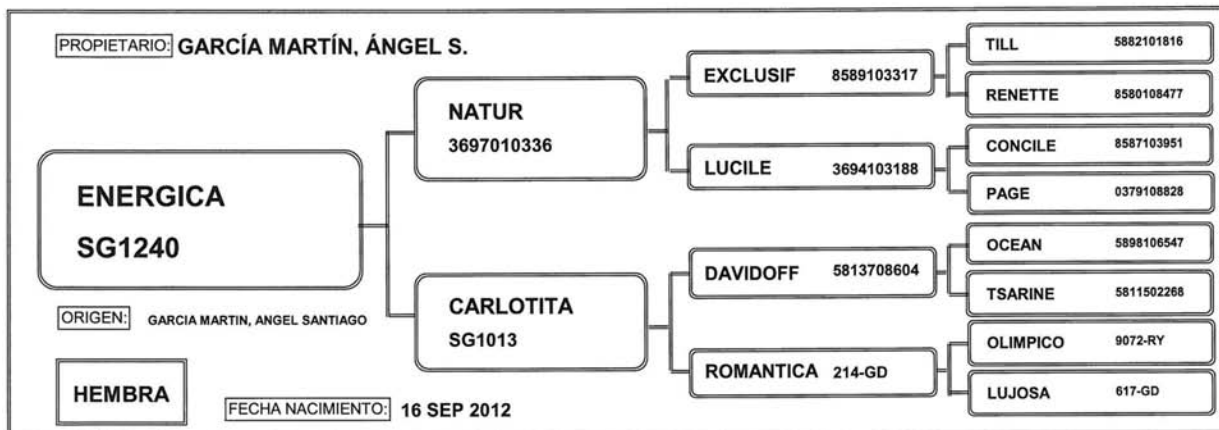 PROPIETARIO: GARCÍA MARTÍN, ÁNGEL S.
ENERGICA
SG1240
ORIGEN: GARCIA MARTIN, ANGEL SANTIAGO
HEMBRA
FECHA NACIMIENTO: 16 SEP 2012
NATUR
3697010336
CARLOTITA
SG1013
EXCLUSIF 8589103317
LUCILE 3694103188
DAVIDOFF 5813708604
ROMANTICA 214-GD
TILL 5882101816
RENETTE 8580108477
CONCILE 8587103951
PAGE 0379108828
OCEAN 5898106547
TSARINE 5811502268
OLIMPICO 9072-RY
LUJOSA 617-GD